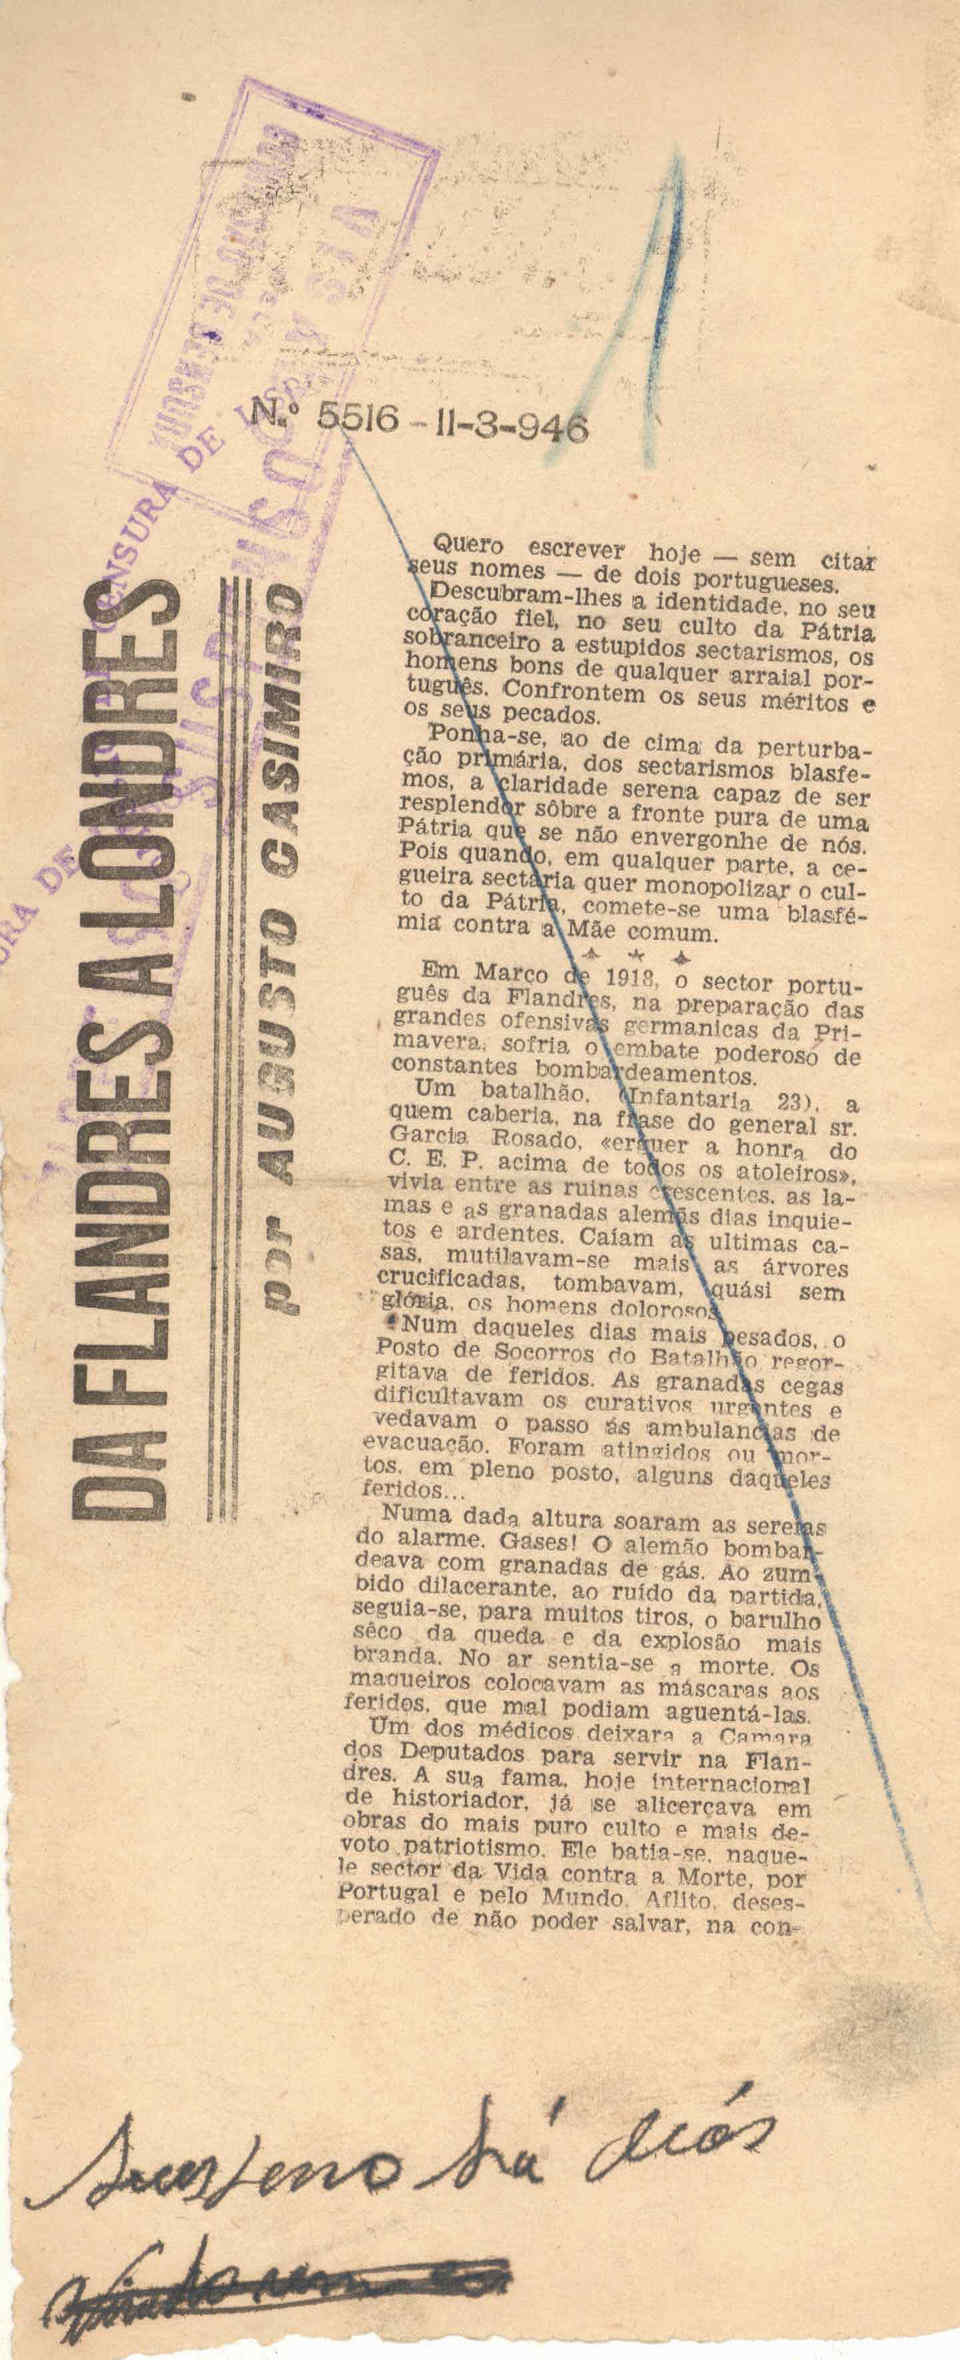 N.º 5516 - 11-3-946
DA FLANDRES A LONDRES
por AUGUSTO CASIMIRO
Quero escrever hoje — sem citar
seus nomes — de dois portugueses.
Descubram-lhes a identidade, no seu
coração fiel, no seu culto da Pátria
sobranceiro a estupidos sectarismos, os
homens bons de qualquer arraial por-
tuguês. Confrontem os seus méritos e
os seus pecados.
Ponha-se, ao de cima da perturba-
ção primária, dos sectarismos blasfe-
mos, a claridade serena capaz de ser
resplendor sôbre a fronte pura de uma
Pátria que se não envergonhe de nós.
Pois quando, em qualquer parte, a ce-
gueira sectária quer monopolizar o cul-
to da Pátria, comete-se uma blasfé-
mia contra a Mãe comum.
* * *
Em Março de 1918, o sector portu-
guês da Flandres, na preparação das
grandes ofensivas germanicas da Pri-
mavera, sofria o embate poderoso de
constantes bombardeamentos.
Um batalhão, (Infantaria 23), a
quem caberia, na frase do general sr.
Garcia Rosado, «erguer a honra do
C. E. P. acima de todos os atoleiros»,
vivia entre as ruinas crescentes, as la-
mas e as granadas alemãs dias inquie-
tos e ardentes. Caíam as ultimas ca-
sas, mutilavam-se mais as árvores
crucificadas, tombavam, quási sem
glória, os homens dolorosos.
Num daqueles dias mais pesados, o
Posto de Socorros do Batalhão regor-
gitava de feridos. As granadas cegas
dificultavam os curativos urgentes e
vedavam o passo ás ambulancias de
evacuação. Foram atingidos ou mor-
tos, em pleno posto, alguns daqueles
feridos...
Numa dada altura soaram as sereias
do alarme. Gases! O alemão bombar-
deava com granadas de gás. Ao zum-
bido dilacerante, ao ruído da partida,
seguia-se, para muitos tiros, o barulho
sêco da queda e da explosão mais
branda. No ar sentia-se a morte. Os
maqueiros colocavam as máscaras aos
feridos, que mal podiam aguentá-las.
Um dos médicos deixara a Camara
dos Deputados para servir na Flan-
dres. A sua fama, hoje internacional
de historiador, já se alicerçava em
obras do mais puro culto e mais de-
voto patriotismo. Ele batia-se, naque-
le sector da Vida contra a Morte, por
Portugal e pelo Mundo. Aflito, deses-
perado de não poder salvar, na con-